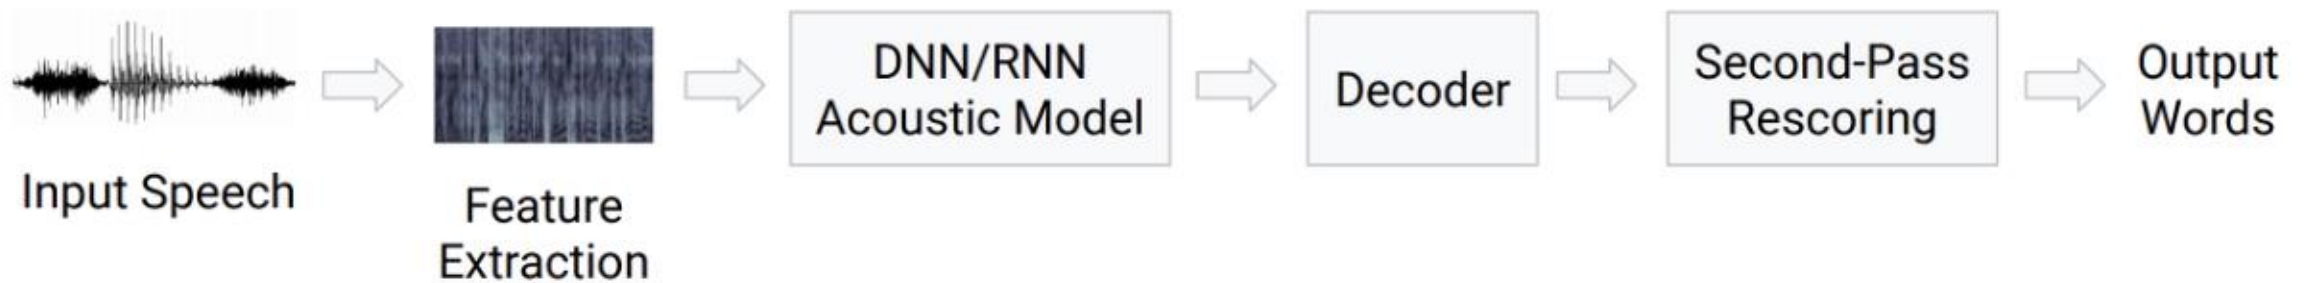 Input Speech
Feature
Extraction
DNN/RNN
Acoustic Model
Decoder
Second-Pass
Rescoring
Output
Words